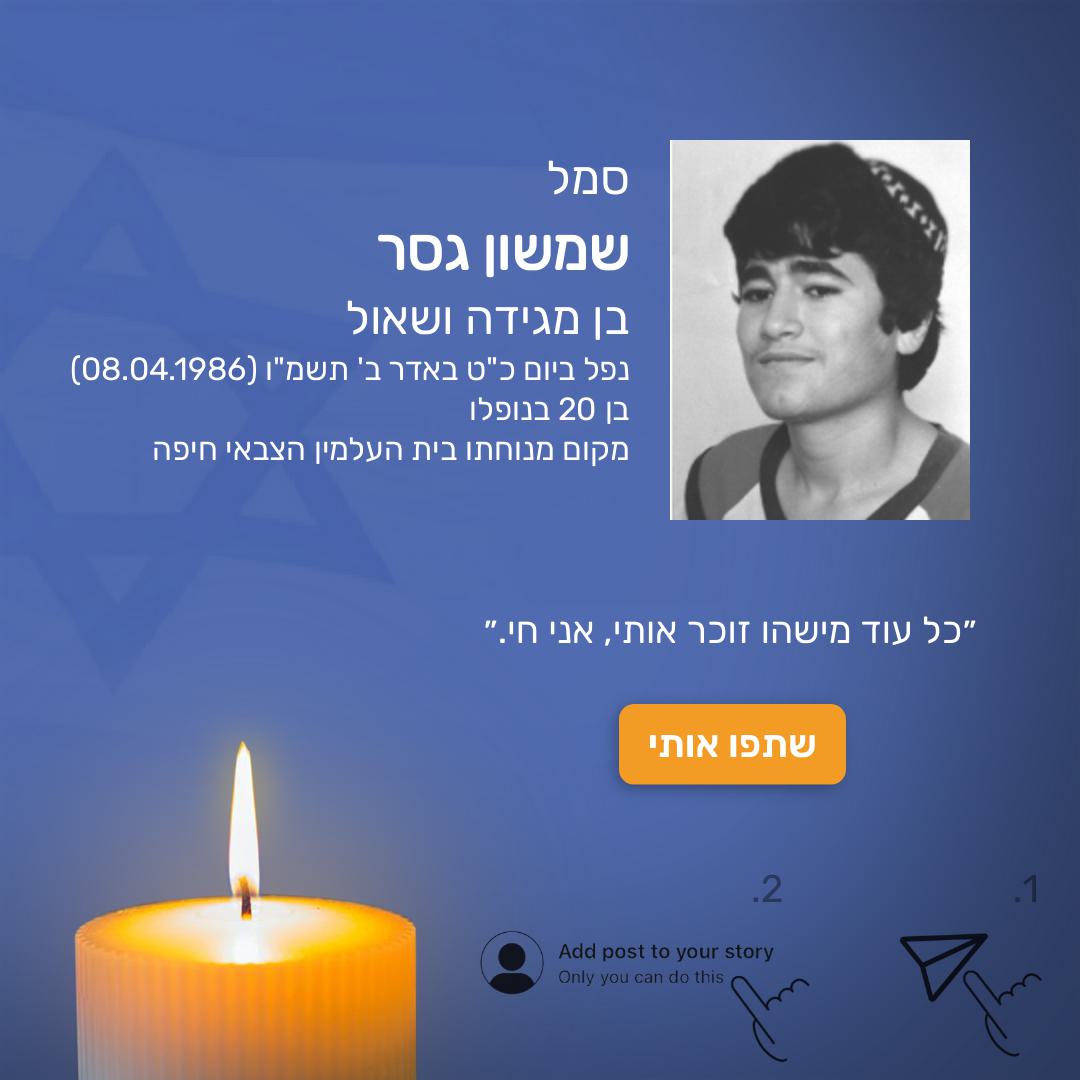 סמל
שמשון גסר
בן מגידה ושאול
נפל ביום כ"ט באדר ב' תשמ"ו (08.04.1986)
בן 20 בנופלו
מקום מנוחתו בית העלמין הצבאי חיפה
״כל עוד מישהו זוכר אותי, אני חי.״
שתפו אותי
.1
.2
Add post to your story
Only you can do this